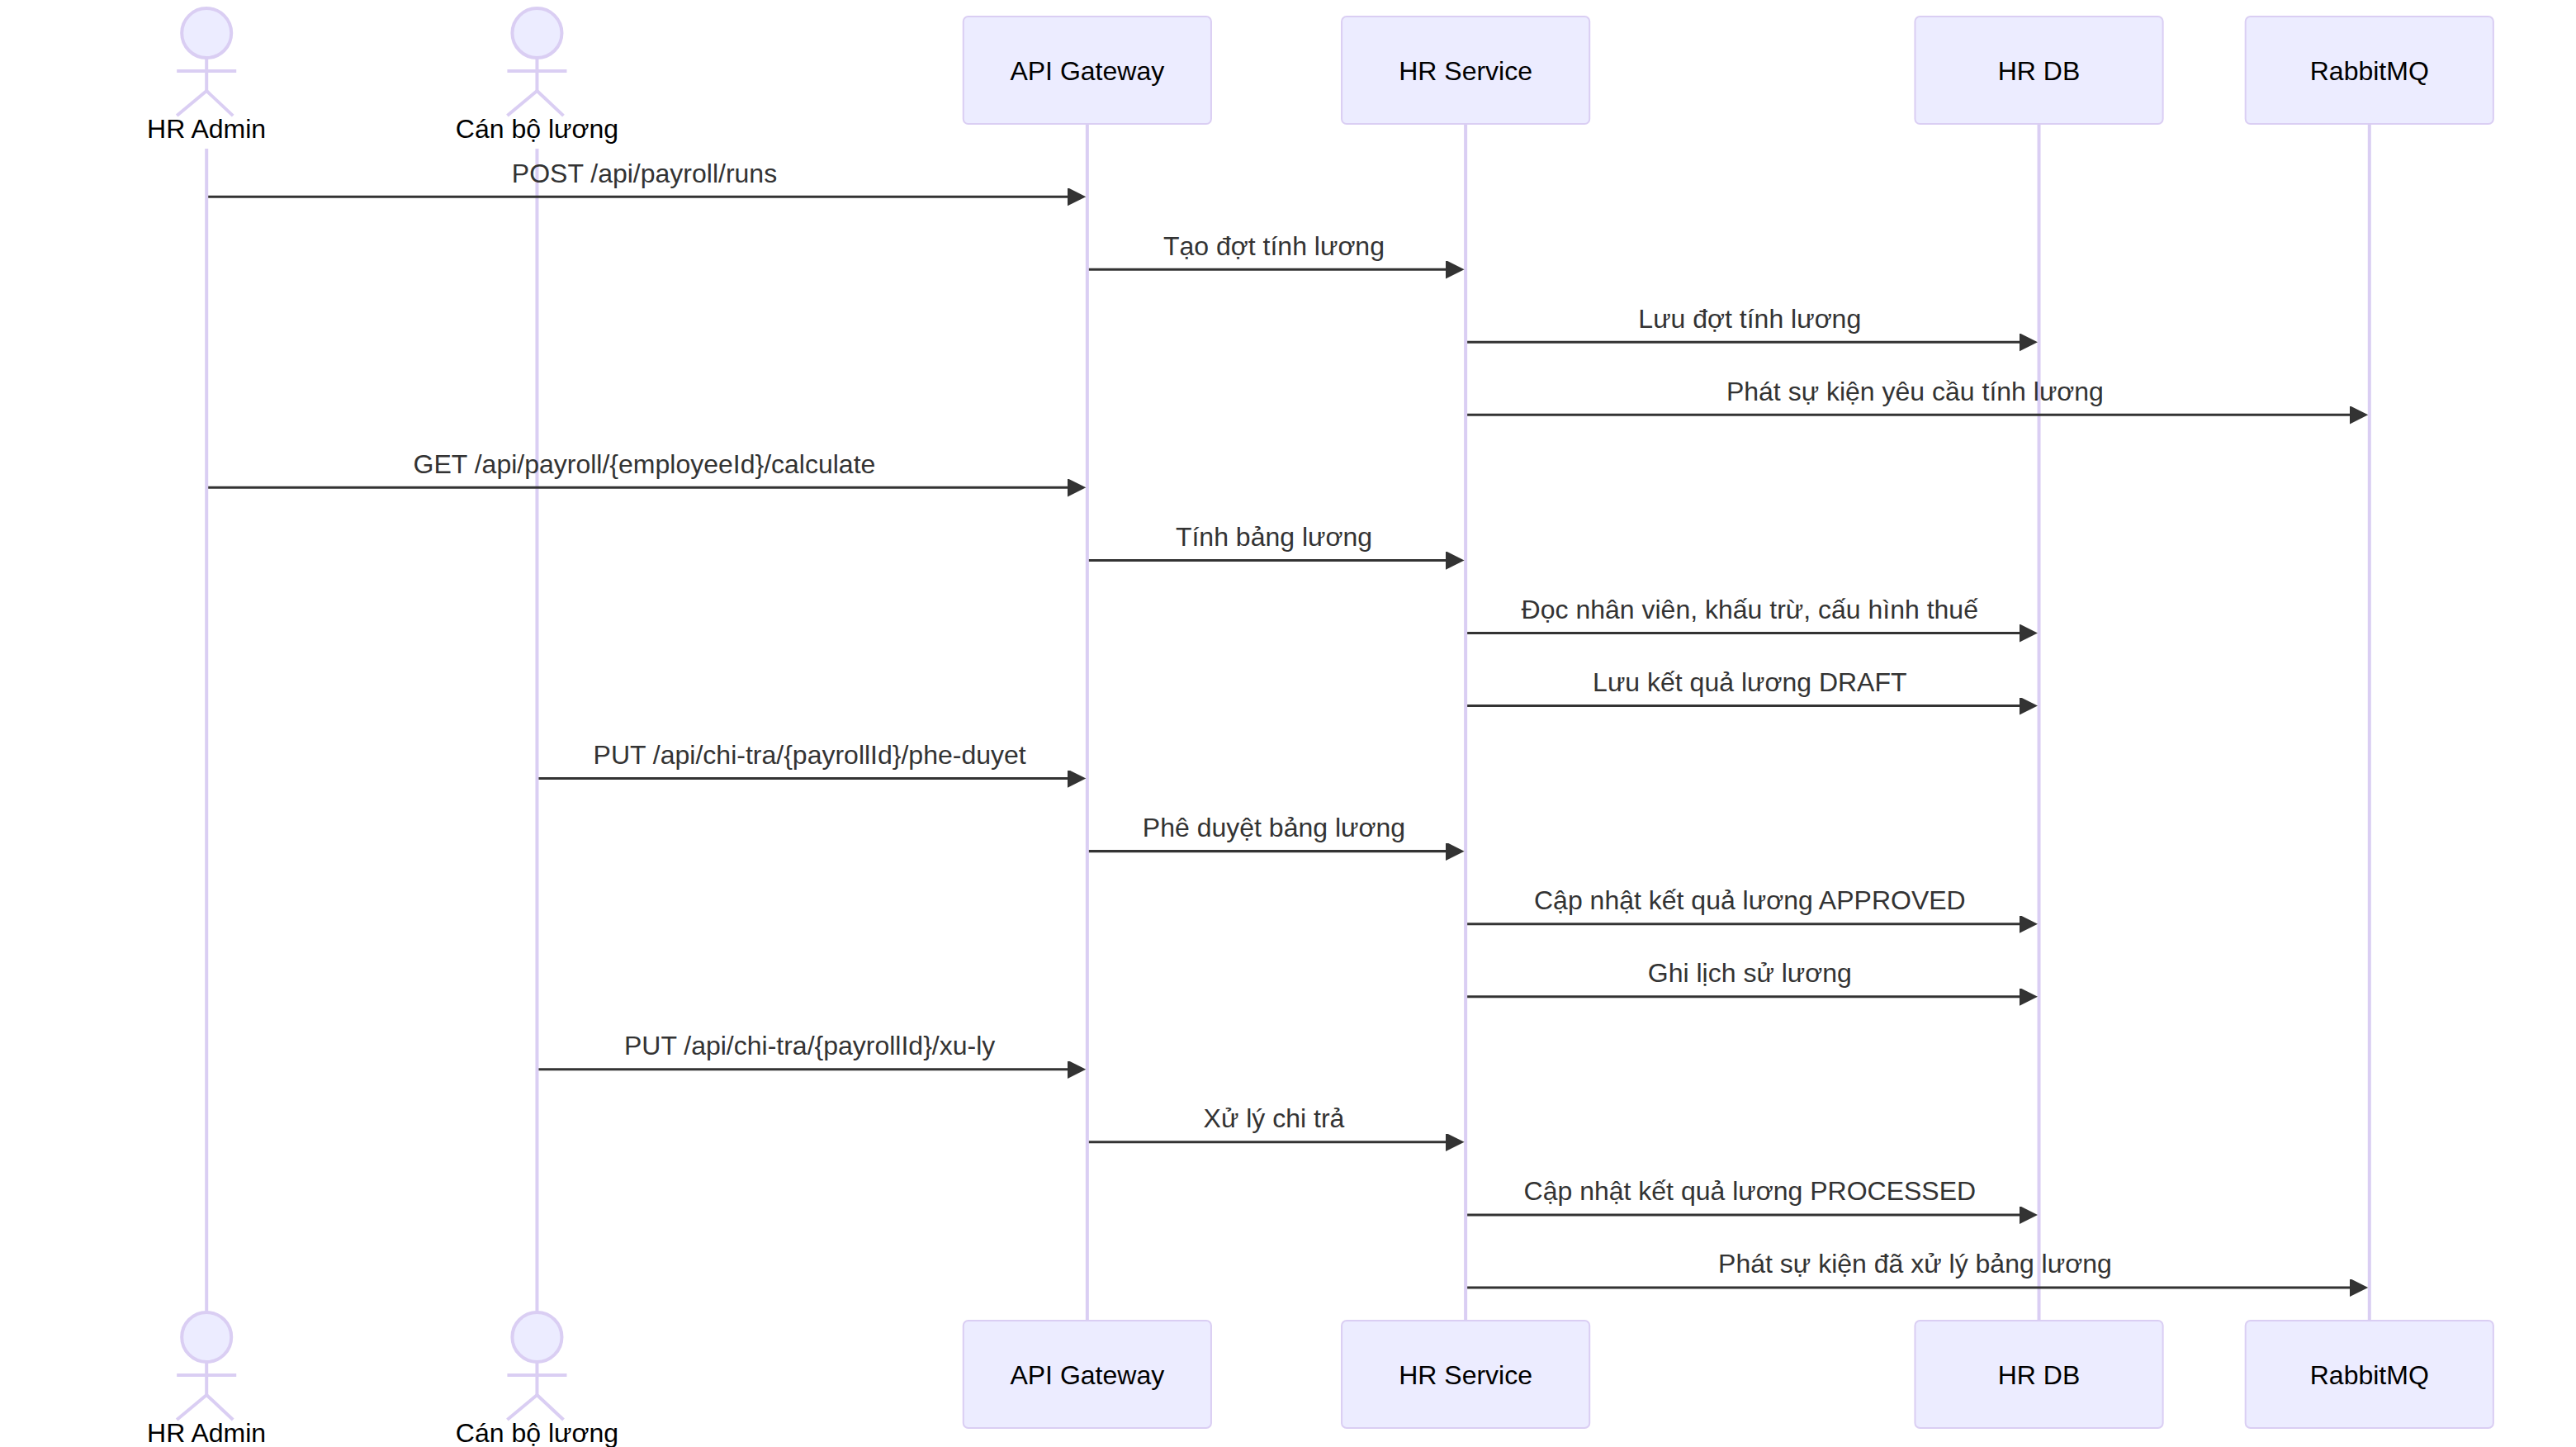 HR Admin
Cán bộ lương
API Gateway
HR Service
HR DB
RabbitMQ
POST /api/payroll/runs
Tạo đợt tính lương
Lưu đợt tính lương
Phát sự kiện yêu cầu tính lương
GET /api/payroll/{employeeId}/calculate
Tính bảng lương
Đọc nhân viên, khấu trừ, cấu hình thuế
Lưu kết quả lương DRAFT
PUT /api/chi-tra/{payrollId}/phe-duyet
Phê duyệt bảng lương
Cập nhật kết quả lương APPROVED
Ghi lịch sử lương
PUT /api/chi-tra/{payrollId}/xu-ly
Xử lý chi trả
Cập nhật kết quả lương PROCESSED
Phát sự kiện đã xử lý bảng lương
HR Admin
Cán bộ lương
API Gateway
HR Service
HR DB
RabbitMQ